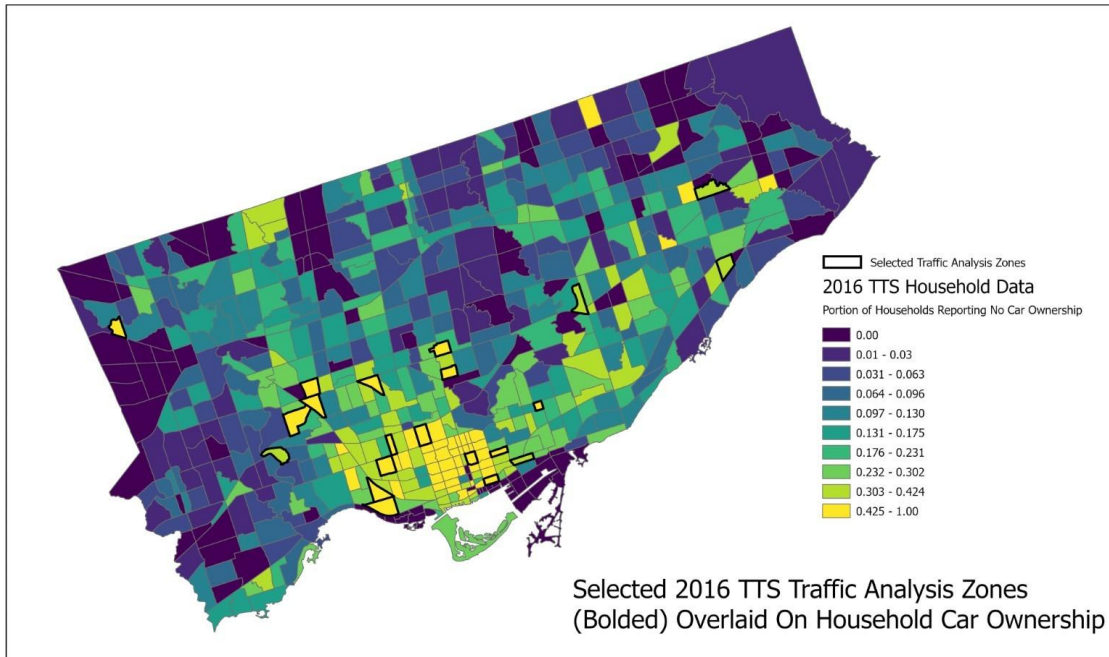 Selected Traffic Analysis Zones
2016 TTS Household Data
Portion of Households Reporting No Car Ownership
0.00
0.01 - 0.03
0.031 - 0.063
0.064 - 0.096
0.097 - 0.130
0.131 - 0.175
0.176 - 0.231
0.232 - 0.302
0.303 - 0.424
0.425 - 1.00
Selected 2016 TTS Traffic Analysis Zones
(Bolded) Overlaid On Household Car Ownership